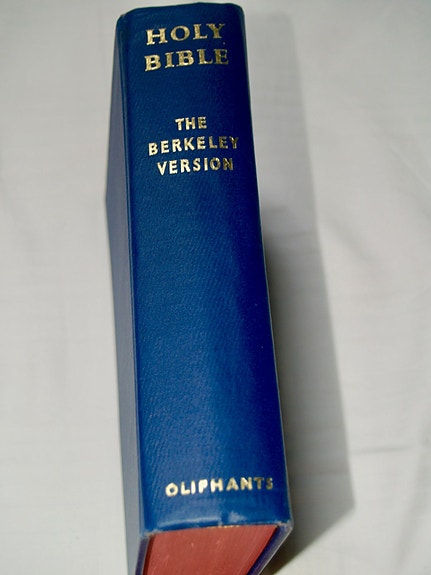 HOLY
BIBLE
THE
BERKELEY
VERSION
OLIPHANTS